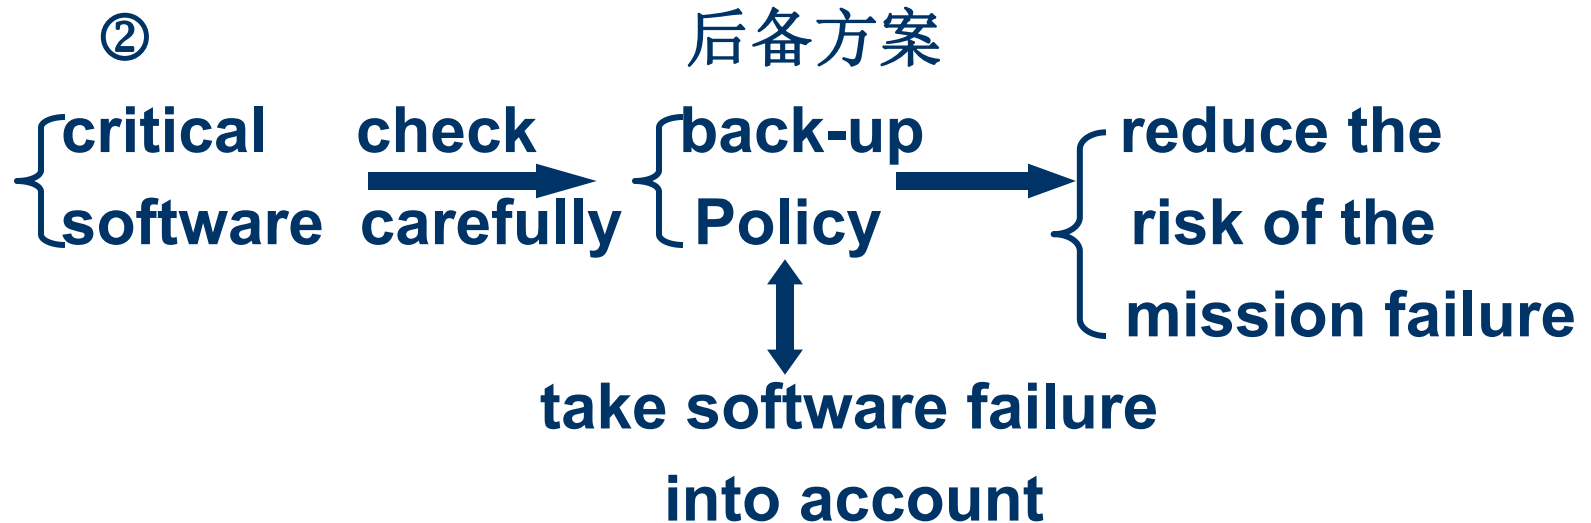 ② 后备方案
critical check back-up reduce the
software carefully Policy risk of the
mission failure
take software failure
into account